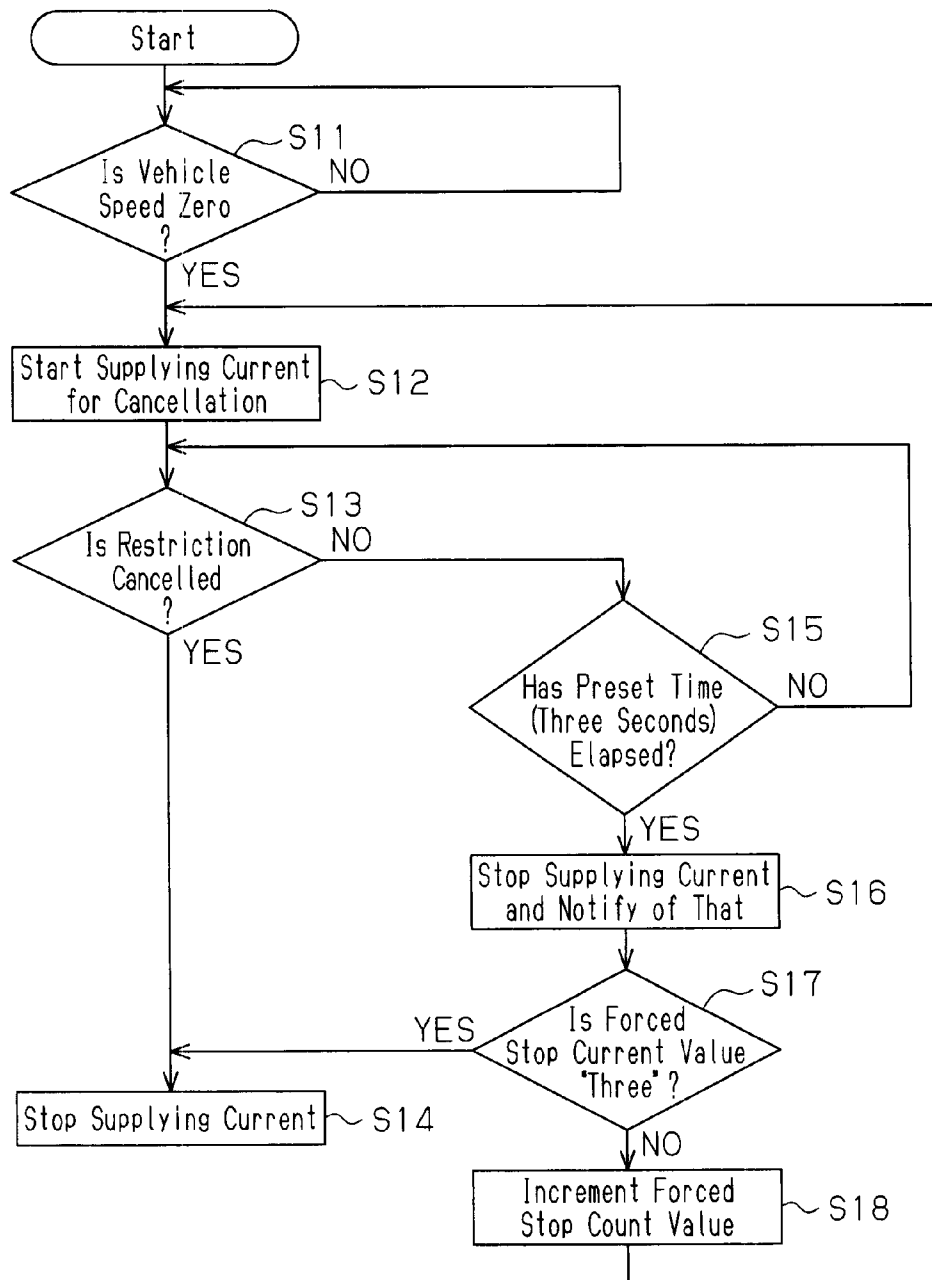 Start
S11
Is Vehicle
Speed Zero
?
NO
YES
Start Supplying Current
for Cancellation
S12
S13
Is Restriction
Cancelled
?
NO
YES
S15
Has Preset Time
(Three Seconds)
Elapsed?
NO
YES
Stop Supplying Current
and Notify of That
S16
S17
Is Forced
Stop Current Value
"Three"?
YES
NO
Stop Supplying Current
S14
Increment Forced
Stop Count Value
S18